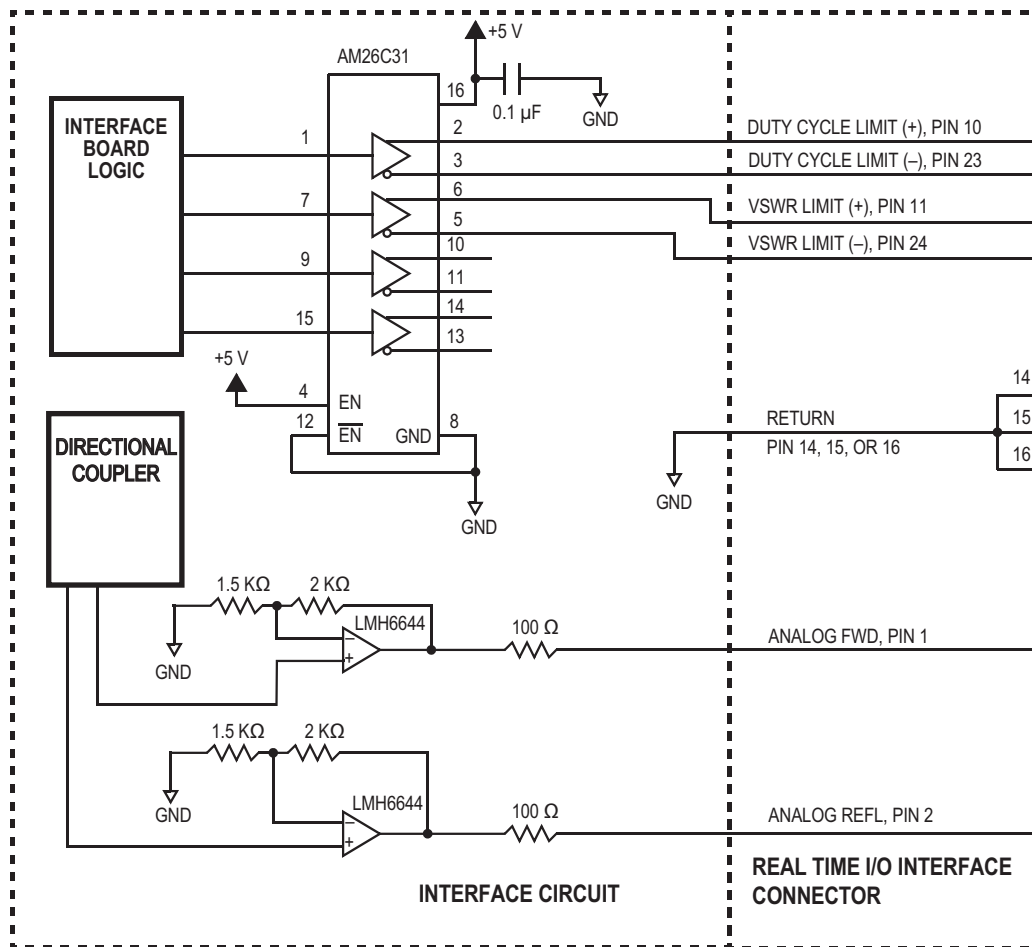 +5 V
AM26C31
16
0.1 µF
GND
INTERFACE
BOARD
LOGIC
1
2
3
DUTY CYCLE LIMIT (+), PIN 10
DUTY CYCLE LIMIT (–), PIN 23
7
6
5
VSWR LIMIT (+), PIN 11
VSWR LIMIT (–), PIN 24
9
10
11
15
14
13
+5 V
4
EN
12
EN
GND
8
GND
14
15
16
RETURN
PIN 14, 15, OR 16
GND
DIRECTIONAL
COUPLER
1.5 KΩ
2 KΩ
LMH6644
–
+
GND
100 Ω
ANALOG FWD, PIN 1
1.5 KΩ
2 KΩ
LMH6644
–
+
GND
100 Ω
ANALOG REFL, PIN 2
INTERFACE CIRCUIT
REAL TIME I/O INTERFACE
CONNECTOR